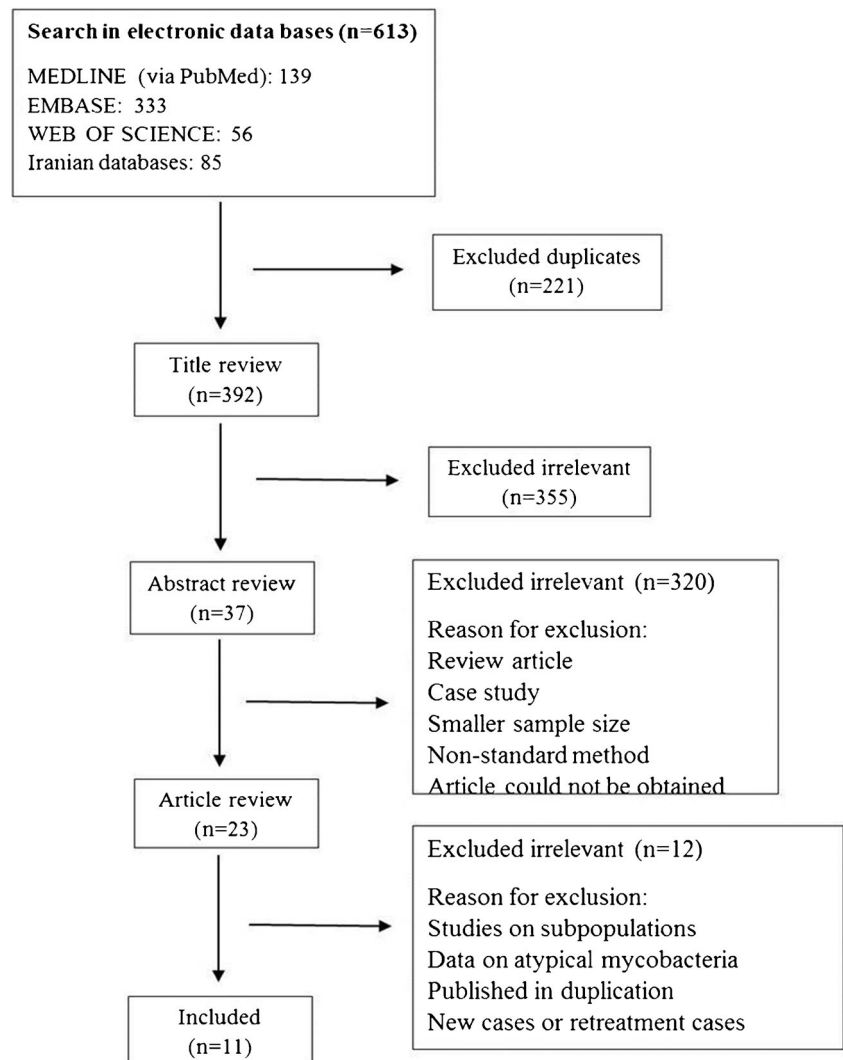 Search in electronic data bases (n=613)
MEDLINE (via PubMed): 139
EMBASE: 333
WEB OF SCIENCE: 56
Iranian databases: 85
Excluded duplicates
(n=221)
Title review
(n=392)
Excluded irrelevant
(n=355)
Abstract review
(n=37)
Excluded irrelevant (n=320)
Reason for exclusion:
Review article
Case study
Smaller sample size
Non-standard method
Article could not be obtained
Article review
(n=23)
Excluded irrelevant (n=12)
Reason for exclusion:
Studies on subpopulations
Data on atypical mycobacteria
Published in duplication
New cases or retreatment cases
Included
(n=11)